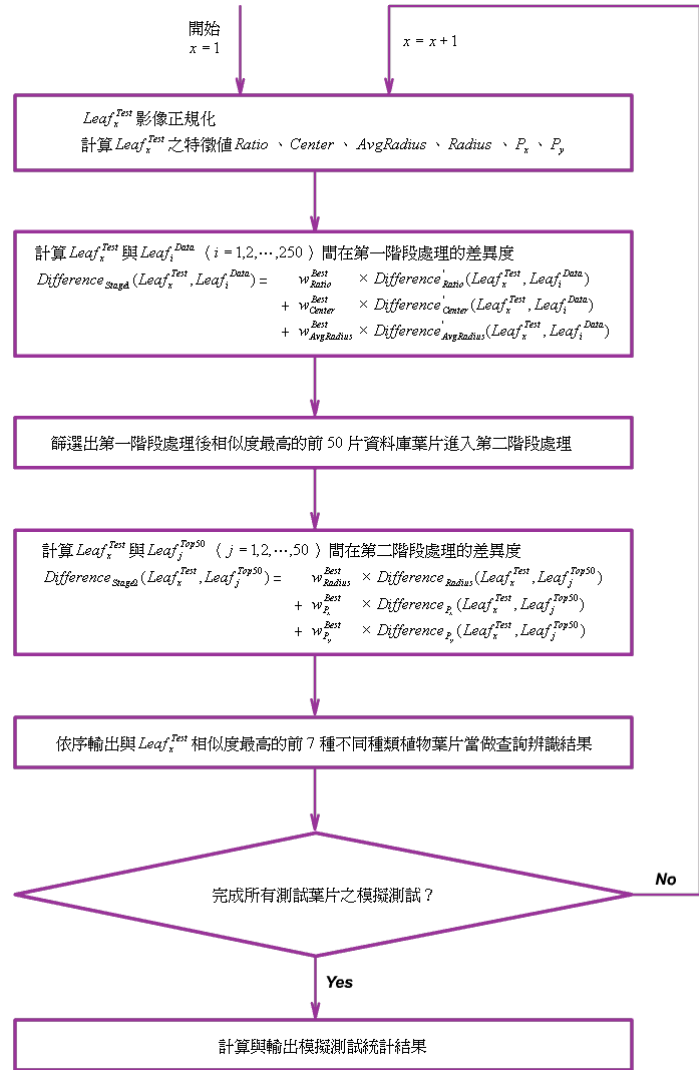 開始
x = 1
x = x + 1
Leaf_x^Test 影像正規化
計算 Leaf_x^Test 之特徵值 Ratio 、 Center 、 AvgRadius 、 Radius 、 P_x 、 P_y
計算 Leaf_x^Test 與 Leaf_i^Data （ i = 1,2,⋯,250 ）間在第一階段處理的差異度
Difference_Stage1(Leaf_x^Test, Leaf_i^Data) = w_Ratio^Best × Difference'_Ratio(Leaf_x^Test, Leaf_i^Data)
+ w_Center^Best × Difference'_Center(Leaf_x^Test, Leaf_i^Data)
+ w_AvgRadius^Best × Difference'_AvgRadius(Leaf_x^Test, Leaf_i^Data)
篩選出第一階段處理後相似度最高的前 50 片資料庫葉片進入第二階段處理
計算 Leaf_x^Test 與 Leaf_j^Top50 （ j = 1,2,⋯,50 ）間在第二階段處理的差異度
Difference_Stage2(Leaf_x^Test, Leaf_j^Top50) = w_Radius^Best × Difference_Radius(Leaf_x^Test, Leaf_j^Top50)
+ w_P_x^Best × Difference_P_x(Leaf_x^Test, Leaf_j^Top50)
+ w_P_y^Best × Difference_P_y(Leaf_x^Test, Leaf_j^Top50)
依序輸出與 Leaf_x^Test 相似度最高的前 7 種不同種類植物葉片當做查詢辨識結果
完成所有測試葉片之模擬測試？
No
Yes
計算與輸出模擬測試統計結果